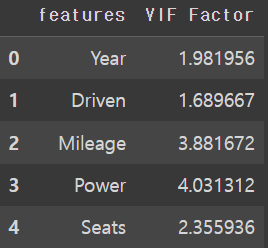 features VIF Factor
0 Year 1.981956
1 Driven 1.689667
2 Mileage 3.881672
3 Power 4.031312
4 Seats 2.355936